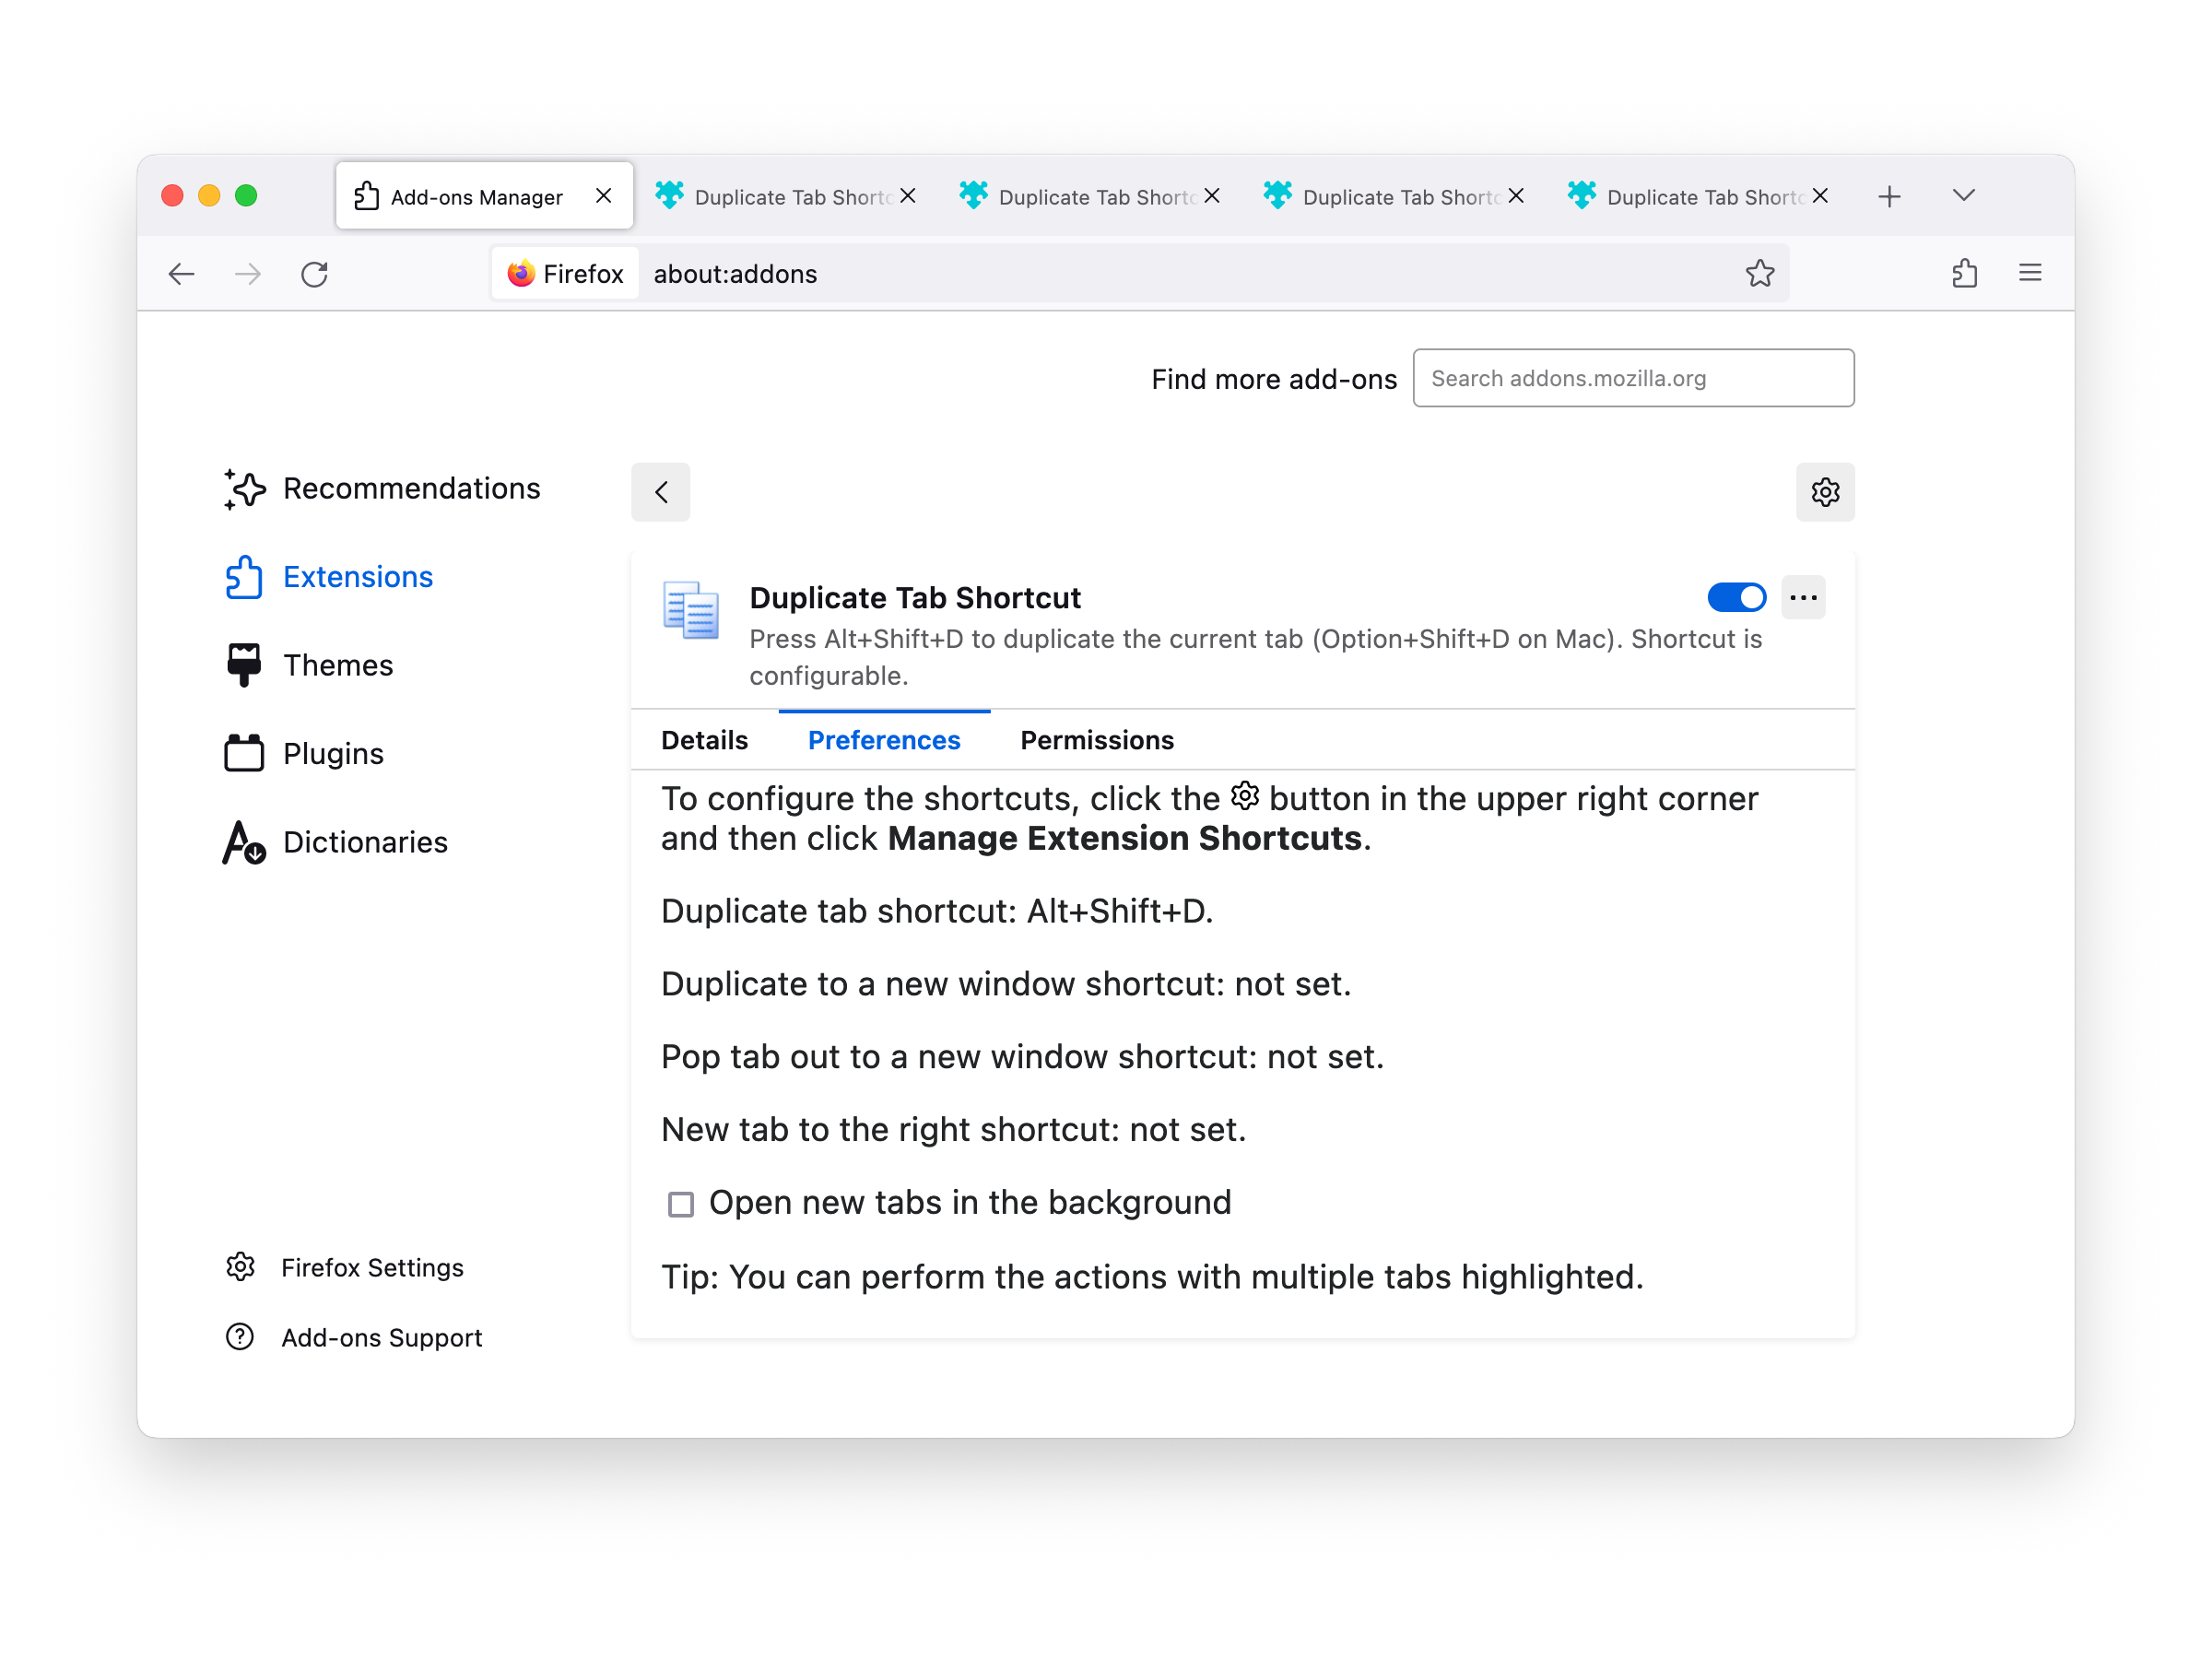 Add-ons Manager
Duplicate Tab Shortc
Duplicate Tab Shortc
Duplicate Tab Shortc
Duplicate Tab Shortc
Firefox
about:addons
Find more add-ons
Search addons.mozilla.org
Recommendations
Extensions
Themes
Plugins
Dictionaries
Firefox Settings
Add-ons Support
Duplicate Tab Shortcut
Press Alt+Shift+D to duplicate the current tab (Option+Shift+D on Mac). Shortcut is
configurable.
Details Preferences Permissions
To configure the shortcuts, click the button in the upper right corner
and then click Manage Extension Shortcuts.
Duplicate tab shortcut: Alt+Shift+D.
Duplicate to a new window shortcut: not set.
Pop tab out to a new window shortcut: not set.
New tab to the right shortcut: not set.
Open new tabs in the background
Tip: You can perform the actions with multiple tabs highlighted.